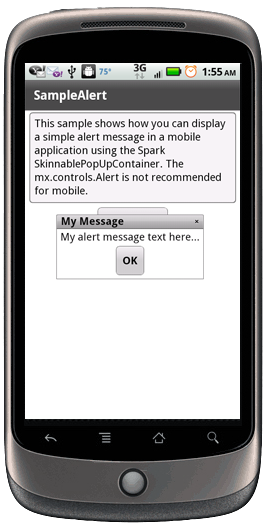 75°
3G
1:55 AM
SampleAlert
This sample shows how you can display
a simple alert message in a mobile
application using the Spark
SkinnablePopUpContainer. The
mx.controls.Alert is not recommended
for mobile.
My Message ×
My alert message text here...
OK